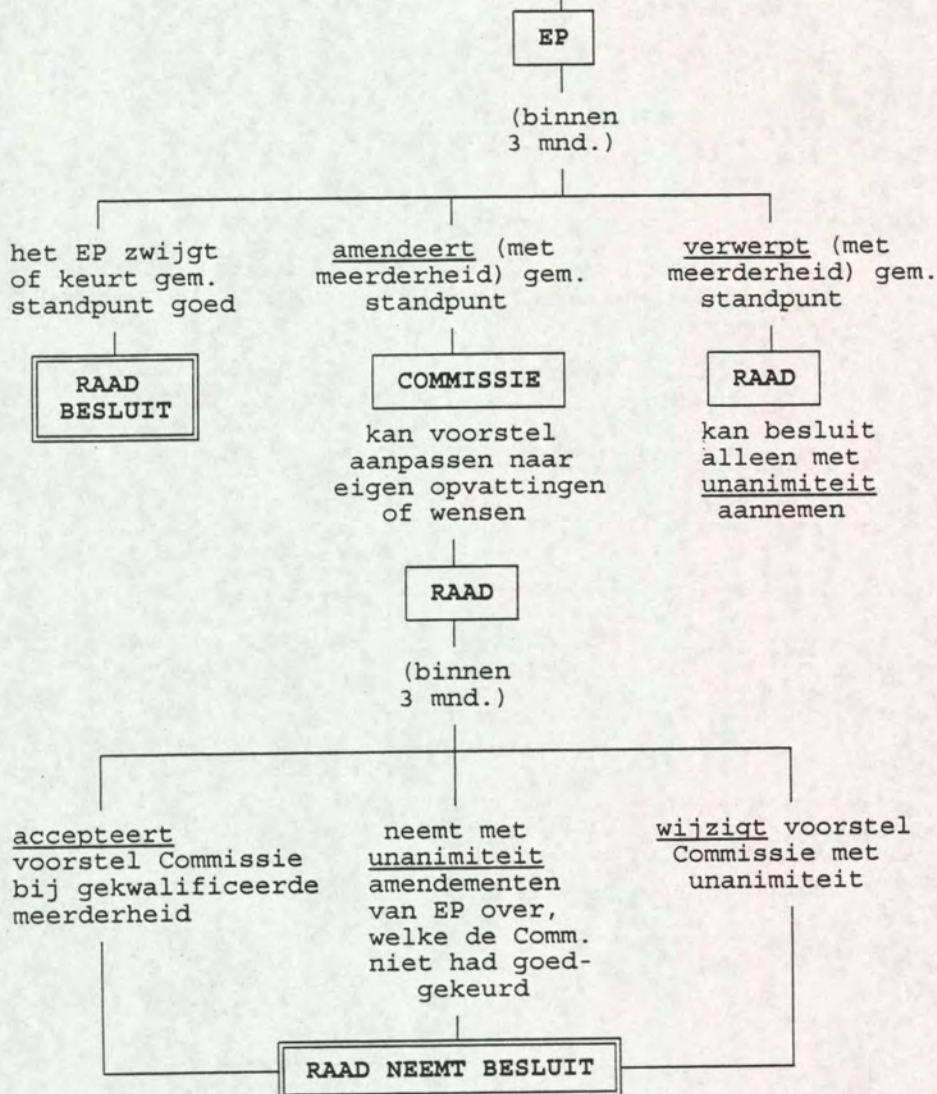 EP
(binnen
3 mnd.)
het EP zwijgt
of keurt gem.
standpunt goed
amendeert (met
meerderheid) gem.
standpunt
verwerpt (met
meerderheid) gem.
standpunt
RAAD
BESLUIT
COMMISSIE
RAAD
kan voorstel
aanpassen naar
eigen opvattingen
of wensen
kan besluit
alleen met
unanimiteit
aannemen
RAAD
(binnen
3 mnd.)
accepteert
voorstel Commissie
bij gekwalificeerde
meerderheid
neemt met
unanimiteit
amendementen
van EP over,
welke de Comm.
niet had goed-
gekeurd
wijzigt voorstel
Commissie met
unanimiteit
RAAD NEEMT BESLUIT